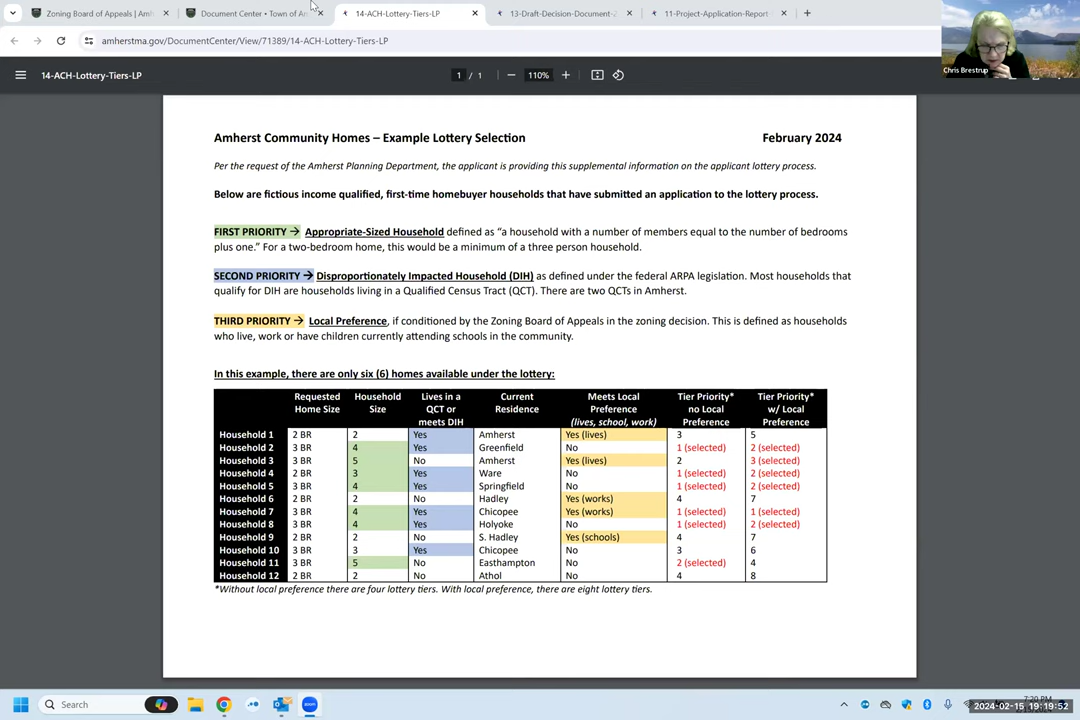 Zoning Board of Appeals | Amh
Document Center • Town of Am
14-ACH-Lottery-Tiers-LP
13-Draft-Decision-Document-
11-Project-Application-Report
amherstma.gov/DocumentCenter/View/71389/14-ACH-Lottery-Tiers-LP
14-ACH-Lottery-Tiers-LP
1 / 1
110%
Chris Brestrup
Amherst Community Homes – Example Lottery Selection February 2024
Per the request of the Amherst Planning Department, the applicant is providing this supplemental information on the applicant lottery process.
Below are fictious income qualified, first-time homebuyer households that have submitted an application to the lottery process.
FIRST PRIORITY → Appropriate-Sized Household defined as “a household with a number of members equal to the number of bedrooms
plus one.” For a two-bedroom home, this would be a minimum of a three person household.
SECOND PRIORITY → Disproportionately Impacted Household (DIH) as defined under the federal ARPA legislation. Most households that
qualify for DIH are households living in a Qualified Census Tract (QCT). There are two QCTs in Amherst.
THIRD PRIORITY → Local Preference, if conditioned by the Zoning Board of Appeals in the zoning decision. This is defined as households
who live, work or have children currently attending schools in the community.
In this example, there are only six (6) homes available under the lottery:
Requested Household Lives in a Current Meets Local Tier Priority* Tier Priority*
Home Size Size QCT or Residence Preference no Local w/ Local
meets DIH (lives, school, work) Preference Preference
Household 1 2 BR 2 Yes Amherst Yes (lives) 3 5
Household 2 3 BR 4 Yes Greenfield No 1 (selected) 2 (selected)
Household 3 3 BR 5 No Amherst Yes (lives) 2 3 (selected)
Household 4 2 BR 3 Yes Ware No 1 (selected) 2 (selected)
Household 5 3 BR 4 Yes Springfield No 1 (selected) 2 (selected)
Household 6 2 BR 2 No Hadley Yes (works) 4 7
Household 7 3 BR 4 Yes Chicopee Yes (works) 1 (selected) 1 (selected)
Household 8 3 BR 4 Yes Holyoke No 1 (selected) 2 (selected)
Household 9 2 BR 2 No S. Hadley Yes (schools) 4 7
Household 10 3 BR 3 Yes Chicopee No 3 6
Household 11 3 BR 5 No Easthampton No 2 (selected) 4
Household 12 2 BR 2 No Athol No 4 8
*Without local preference there are four lottery tiers. With local preference, there are eight lottery tiers.
Search
zoom
7:20 PM
2024-02-15 19:19:52